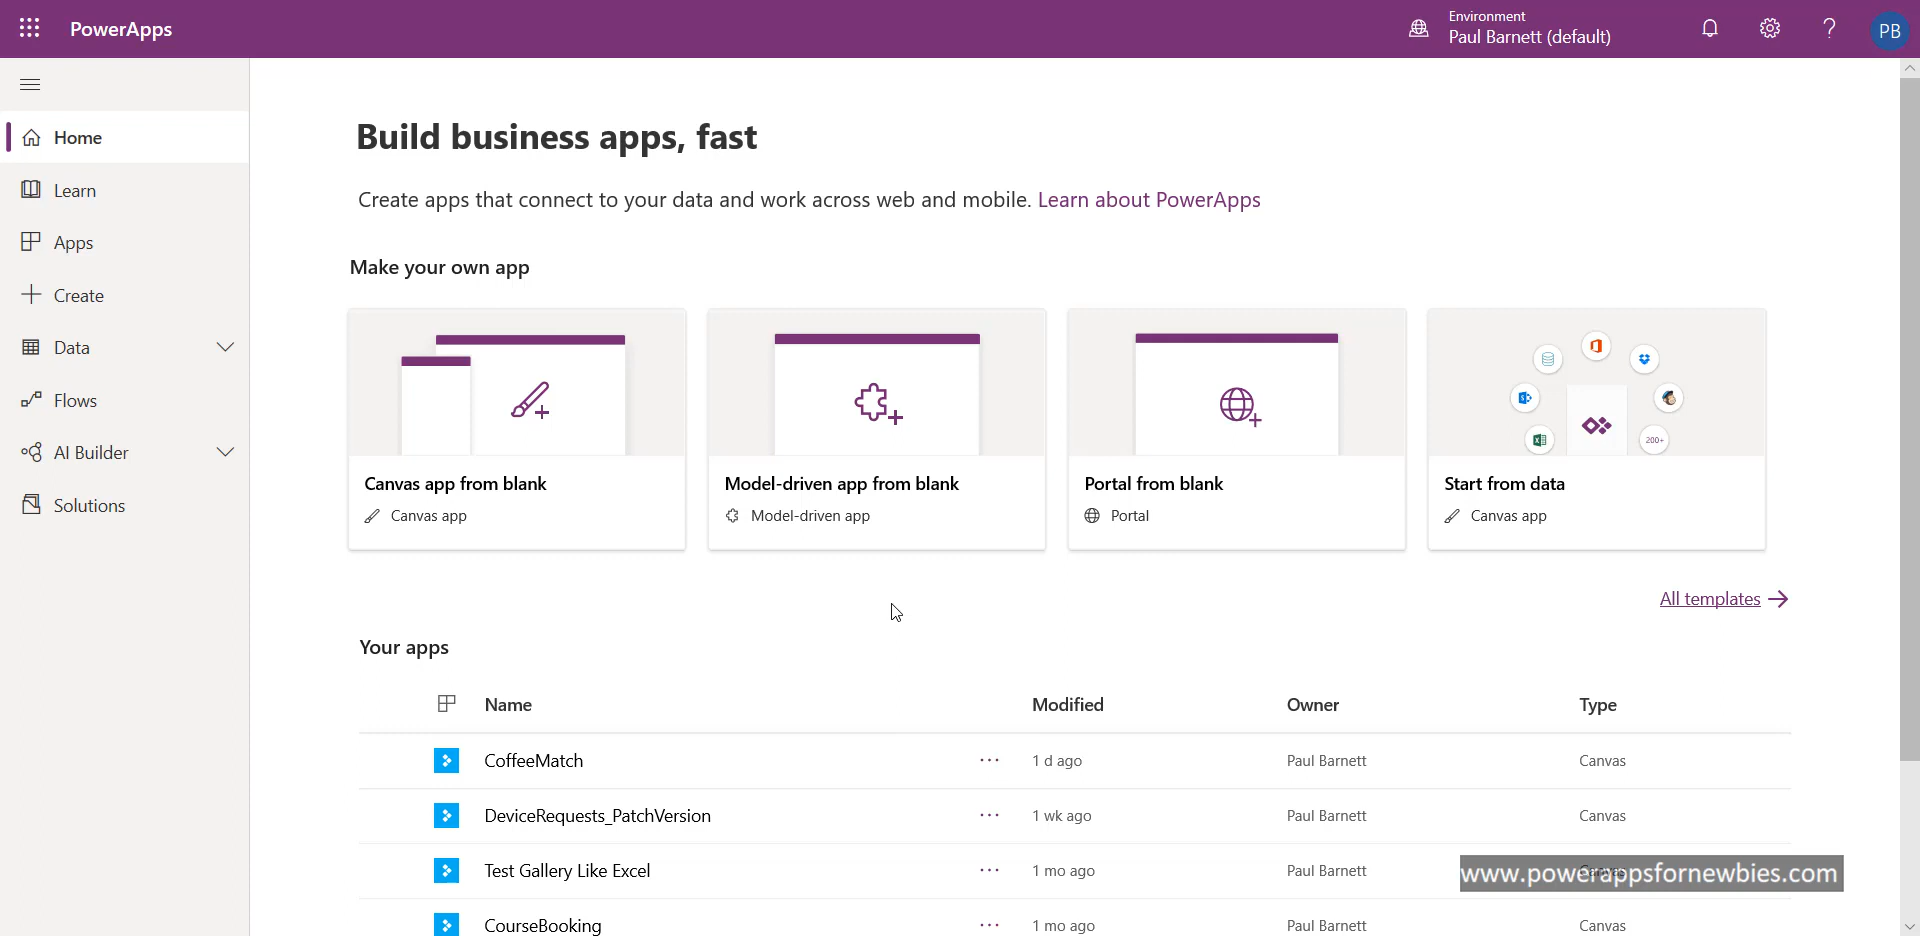 PowerApps
Environment
Paul Barnett (default)
PB
Home
Learn
Apps
Create
Data
Flows
AI Builder
Solutions
Build business apps, fast
Create apps that connect to your data and work across web and mobile. Learn about PowerApps
Make your own app
200+
Canvas app from blank
Canvas app
Model-driven app from blank
Model-driven app
Portal from blank
Portal
Start from data
Canvas app
All templates
Your apps
Name Modified Owner Type
CoffeeMatch ... 1 d ago Paul Barnett Canvas
DeviceRequests_PatchVersion ... 1 wk ago Paul Barnett Canvas
Test Gallery Like Excel ... 1 mo ago Paul Barnett Canvas
www.powerappsfornewbies.com
CourseBooking ... 1 mo ago Paul Barnett Canvas